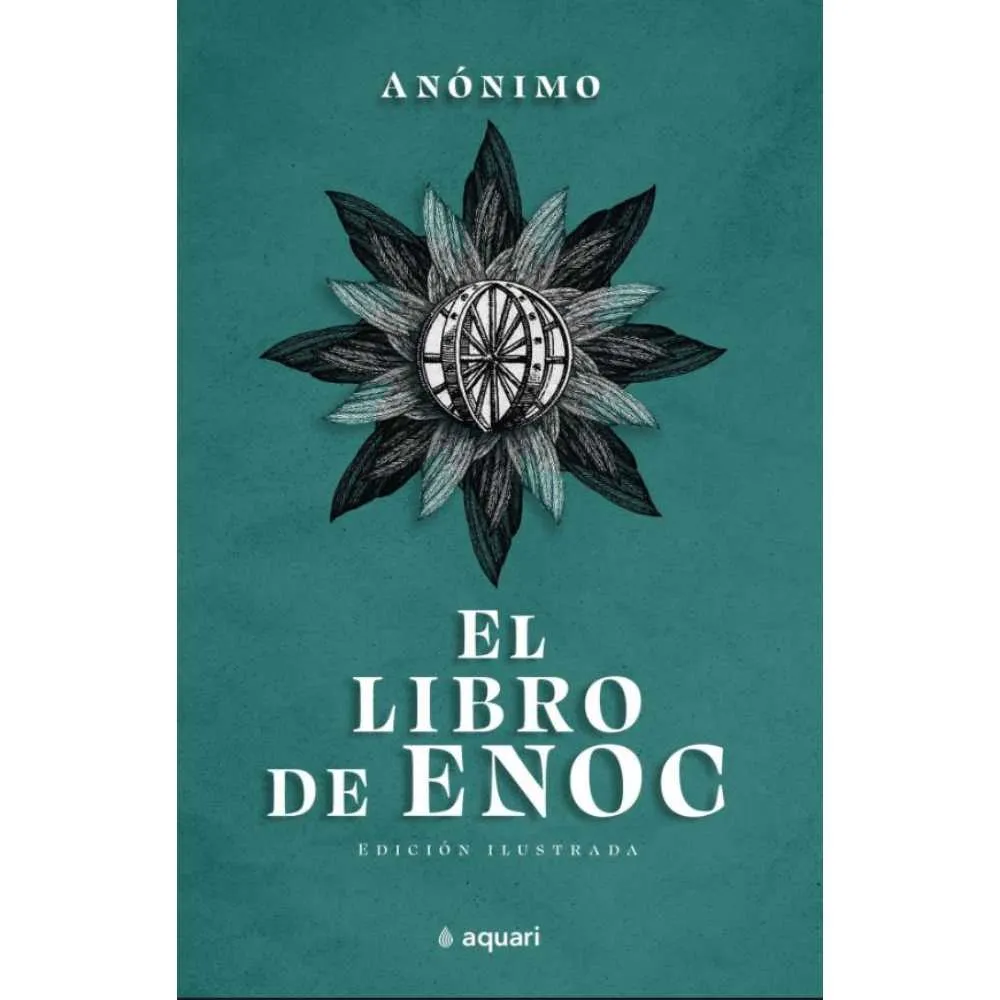 ANÓNIMO
EL
LIBRO
DE ENOC
EDICIÓN ILUSTRADA
aquari